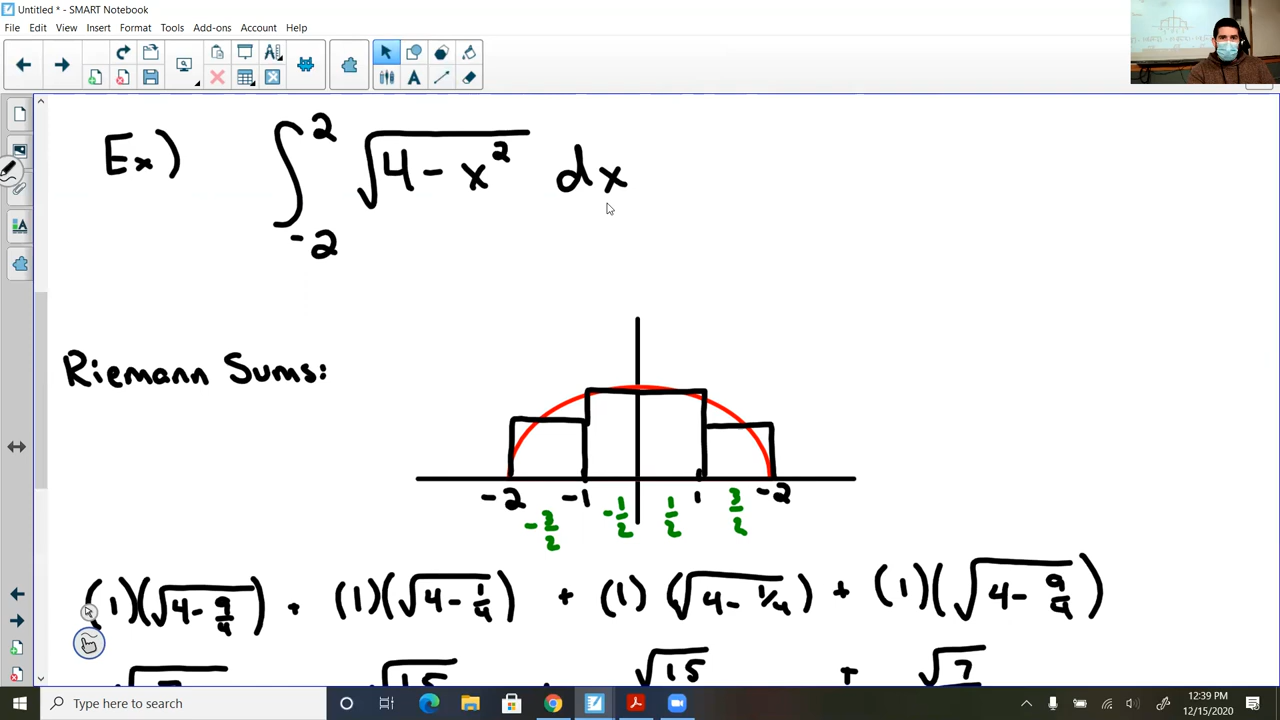 Untitled * - SMART Notebook
File Edit View Insert Format Tools Add-ons Account Help
Ex) ∫_{-2}^{2} √(4 - x²) dx
Riemann Sums:
-2 -1 1 -2
-3/2 -1/2 1/2 3/2
(1)(√(4 - 9/4)) + (1)(√(4 - 1/4)) + (1)(√(4 - 1/4)) + (1)(√(4 - 9/4))
√15 + √7
Type here to search
12:39 PM
12/15/2020